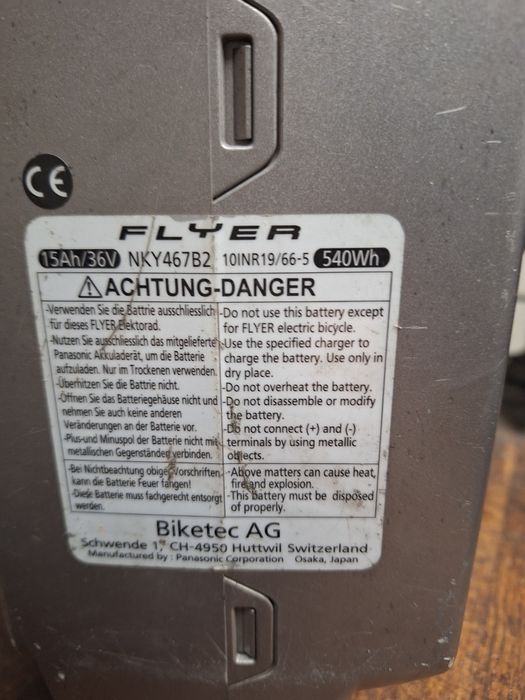 CE
FLYER
15Ah/36V NKY467B2 10INR19/66-5 540Wh
ACHTUNG-DANGER
-Verwenden Sie die Battrie ausschliesslich
für dieses FLYER Elektorad.
-Nutzen Sie ausschliesslich das mitgelieferte
Panasonic Akkuladerät, um die Batterie
aufzuladen. Nur im Trockenen verwenden.
-Überhitzen Sie die Battrie nicht.
-Öffnen Sie das Batteriegehäuse nicht und
nehmen Sie auch keine anderen
Veränderungen an der Batterie vor.
-Plus-und Minuspol der Batterie nicht mit
metallischen Gegenständen verbinden.
-Bei Nichtbeachtung obiger Vorschriften
kann die Batterie Feuer fangen!
-Diese Batterie muss fachgerecht entsorgt
werden.
-Do not use this battery except
for FLYER electric bicycle.
-Use the specified charger to
charge the battery. Use only in
dry place.
-Do not overheat the battery.
-Do not disassemble or modify
the battery.
-Do not connect (+) and (-)
terminals by using metallic
objects.
-Above matters can cause heat,
fire and explosion.
-This battery must be disposed
of properly.
Biketec AG
Schwende 1, CH-4950 Huttwil Switzerland
Manufactured by : Panasonic Corporation Osaka, Japan